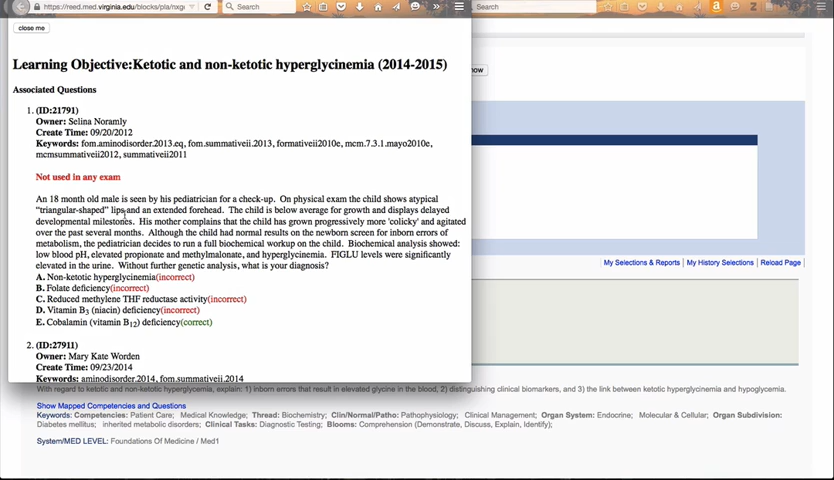 https://reed.med.virginia.edu/blocks/pla/nxg
Search
Search
close me
now
Learning Objective:Ketotic and non-ketotic hyperglycinemia (2014-2015)
Associated Questions
1. (ID:21791)
Owner: Selina Noramly
Create Time: 09/20/2012
Keywords: fom.aminodisorder.2013.eq, fom.summativeii.2013, formativeii2010e, mcm.7.3.1.mayo2010e,
mcmsummativeii2012, summativeii2011
Not used in any exam
An 18 month old male is seen by his pediatrician for a check-up. On physical exam the child shows atypical
"triangular-shaped" lips and an extended forehead. The child is below average for growth and displays delayed
developmental milestones. His mother complains that the child has grown progressively more 'colicky' and agitated
over the past several months. Although the child had normal results on the newborn screen for inborn errors of
metabolism, the pediatrician decides to run a full biochemical workup on the child. Biochemical analysis showed:
low blood pH, elevated propionate and methylmalonate, and hyperglycinemia. FIGLU levels were significantly
elevated in the urine. Without further genetic analysis, what is your diagnosis?
A. Non-ketotic hyperglycinemia(incorrect)
B. Folate deficiency(incorrect)
C. Reduced methylene THF reductase activity(incorrect)
D. Vitamin B3 (niacin) deficiency(incorrect)
E. Cobalamin (vitamin B12) deficiency(correct)
2. (ID:27911)
Owner: Mary Kate Worden
Create Time: 09/23/2014
Keywords: aminodisorder.2014, fom.summativeii.2014
My Selections & Reports | My History Selections | Reload Page
With regard to ketotic and non-ketotic hyperglycemia, explain: 1) inborn errors that result in elevated glycine in the blood, 2) distinguishing clinical biomarkers, and 3) the link between ketotic hyperglycinemia and hypoglycemia.
Show Mapped Competencies and Questions
Keywords: Competencies: Patient Care; Medical Knowledge; Thread: Biochemistry; Clin/Normal/Patho: Pathophysiology; Clinical Management; Organ System: Endocrine; Molecular & Cellular; Organ Subdivision:
Diabetes mellitus; inherited metabolic disorders; Clinical Tasks: Diagnostic Testing; Blooms: Comprehension (Demonstrate, Discuss, Explain, Identify);
System/MED LEVEL: Foundations Of Medicine / Med1